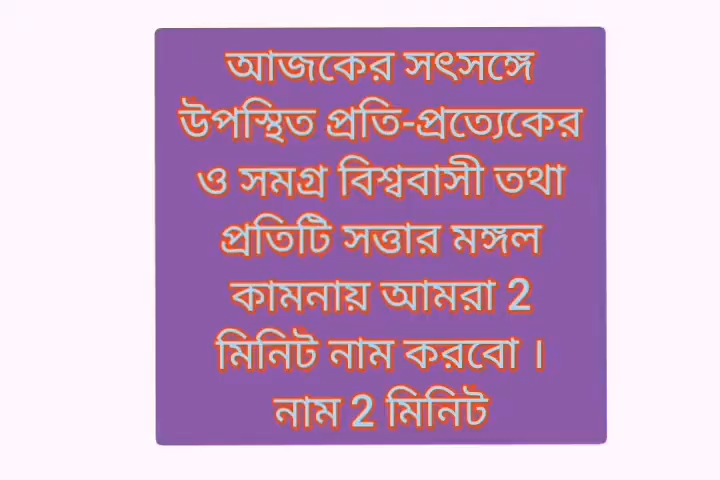 আজকের সৎসঙ্গে
উপস্থিত প্রতি-প্রত্যেকের
ও সমগ্র বিশ্ববাসী তথা
প্রতিটি সত্তার মঙ্গল
কামনায় আমরা 2
মিনিট নাম করবো ।
নাম 2 মিনিট